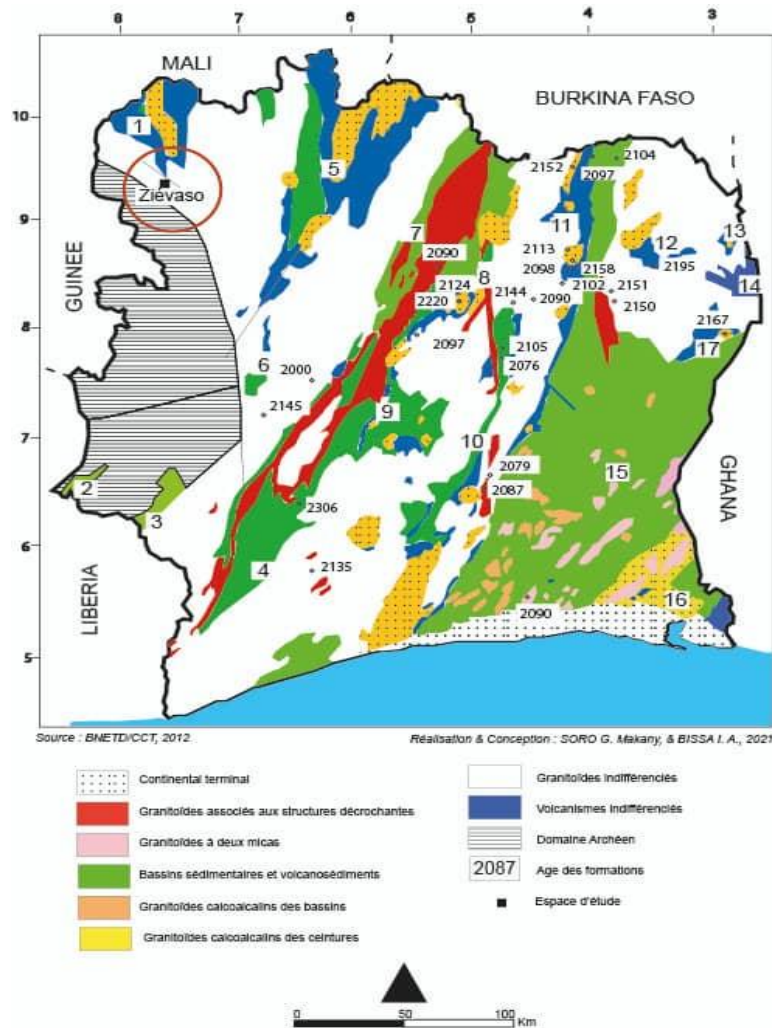 8 7 6 5 4 3
MALI
BURKINA FASO
10
1
5
2152
2104
2097
Zievaso
9
7
11
13
12
2090
2113
2098
2195
14
GUINEE
8
2124
2144
2158
2151
2220
2090
2102
2150
8
2167
2097
2105
17
6
2000
2076
2145
9
7
10
15
GHANA
2
2079
3
2087
2306
6
4
2135
LIBERIA
16
2090
5
Source : BNETD/CCT, 2012
Réalisation & Conception : SORO G. Makany, & BISSA I. A., 2021
Continental terminal
Granitoïdes associés aux structures décrochantes
Granitoïdes à deux micas
Bassins sédimentaires et volcanosédiments
Granitoïdes calcoalcalins des bassins
Granitoïdes calcoalcalins des ceintures
Granitoïdes indifférenciés
Volcanismes indifférenciés
Domaine Archéen
2087 Age des formations
Espace d'étude
0 50 100 Km